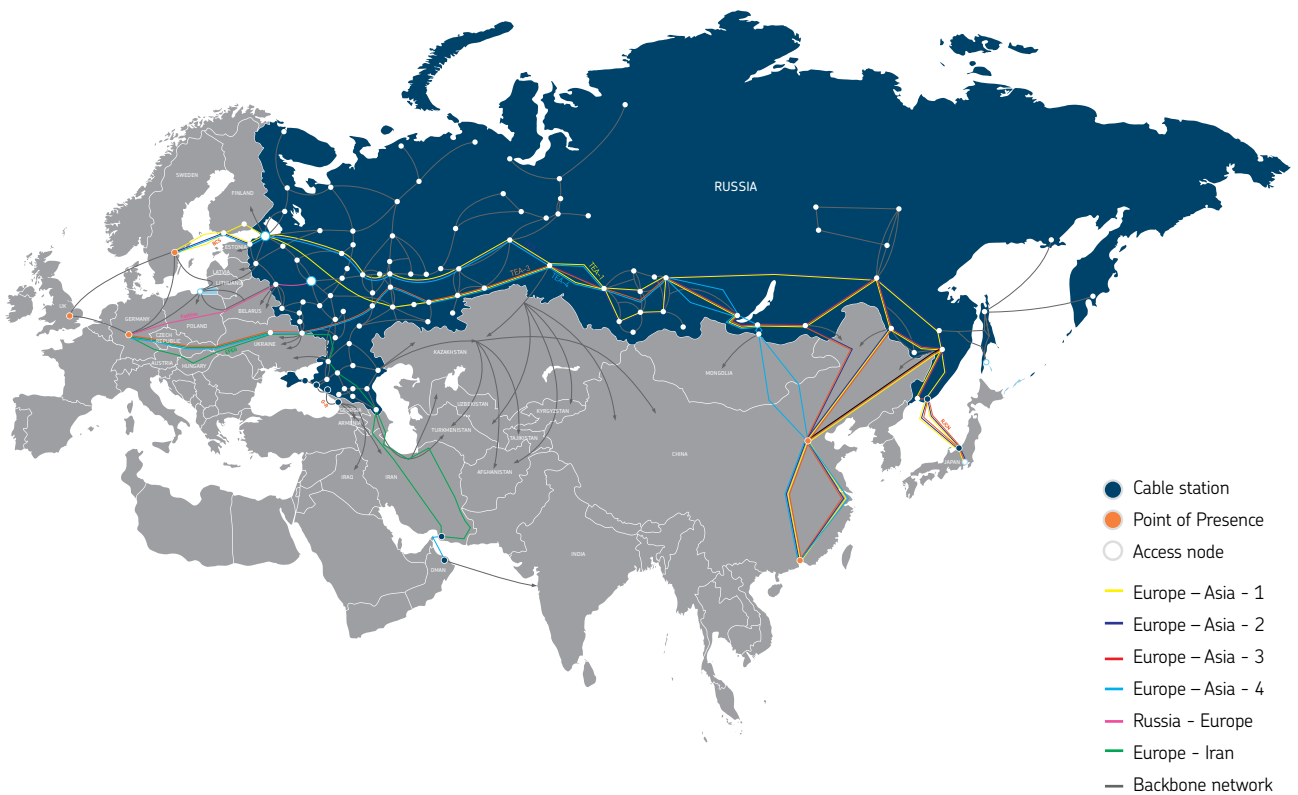 RUSSIA
SWEDEN
FINLAND
ESTONIA
LATVIA
LITHUANIA
BELARUS
UK
GERMANY
POLAND
CZECH
REPUBLIC
UKRAINE
AUSTRIA
HUNGARY
GEORGIA
ARMENIA
KAZAKHSTAN
UZBEKISTAN
KYRGYZSTAN
TURKMENISTAN
TAJIKISTAN
AFGHANISTAN
IRAQ
IRAN
OMAN
INDIA
CHINA
MONGOLIA
JAPAN
TEA-3
TEA-4
TEA-1
RJCN
Cable station
Point of Presence
Access node
Europe – Asia - 1
Europe – Asia - 2
Europe – Asia - 3
Europe – Asia - 4
Russia - Europe
Europe - Iran
Backbone network